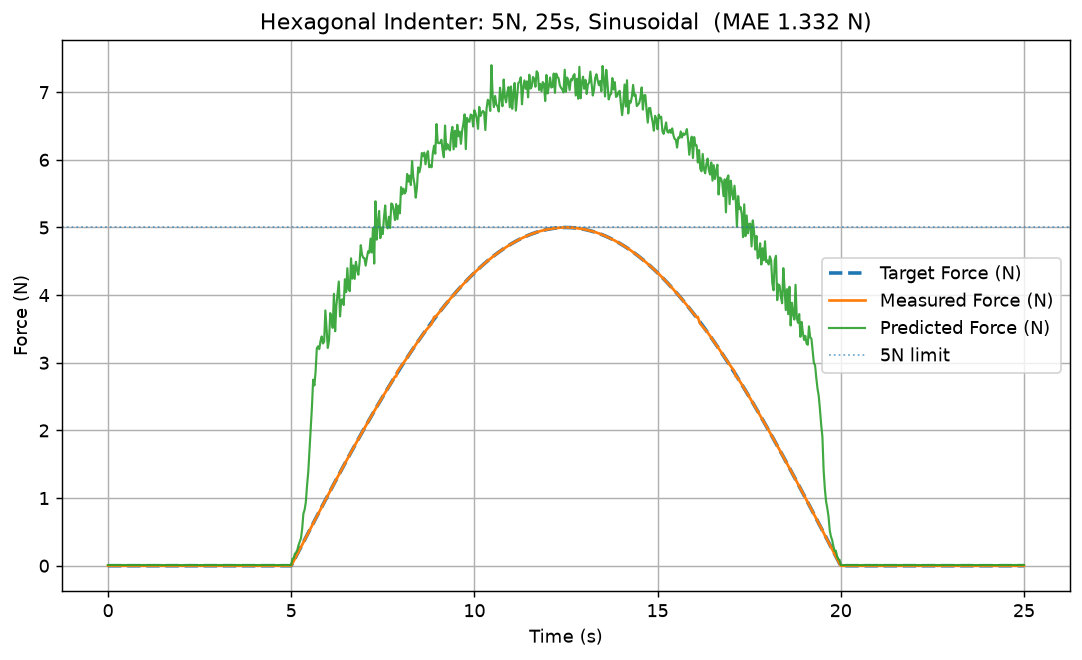 Hexagonal Indenter: 5N, 25s, Sinusoidal  (MAE 1.332 N)
Force (N)
7
6
5
4
3
2
1
0
Target Force (N)
Measured Force (N)
Predicted Force (N)
5N limit
0 5 10 15 20 25
Time (s)